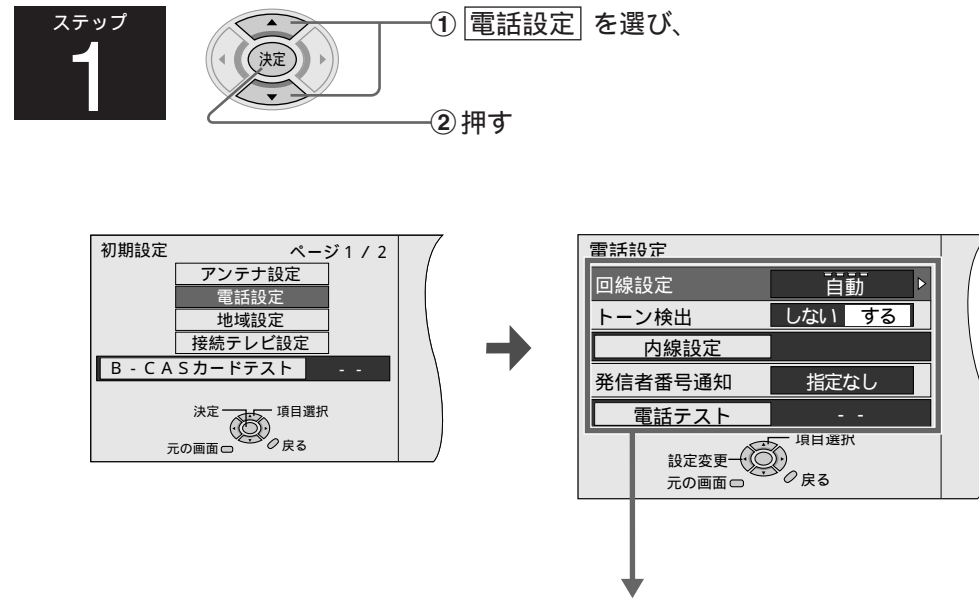 ステップ
1
決定
① 電話設定 を選び、
② 押す
初期設定 ページ1/2
アンテナ設定
電話設定
地域設定
接続テレビ設定
B-CASカードテスト --
決定 項目選択
元の画面 戻る
電話設定
回線設定 自動
トーン検出 しない する
内線設定
発信者番号通知 指定なし
電話テスト --
項目選択
設定変更
元の画面 戻る